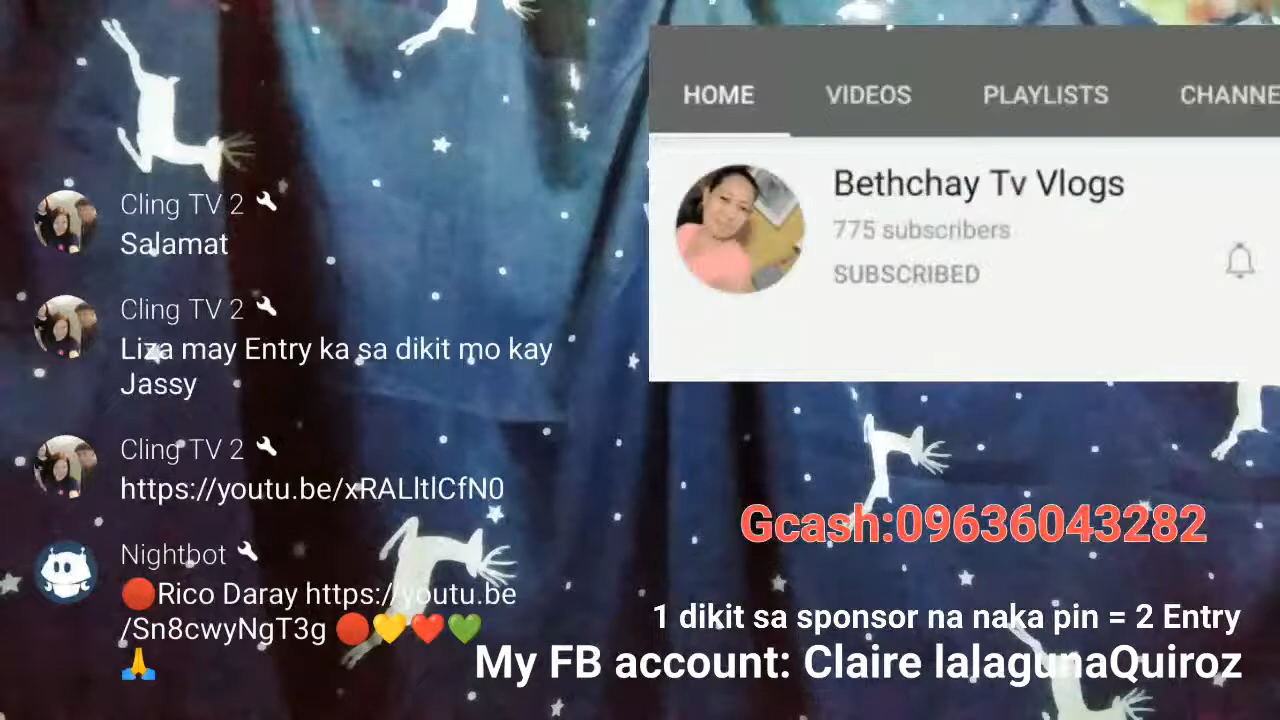 HOME VIDEOS PLAYLISTS CHANNE
Bethchay Tv Vlogs
775 subscribers
SUBSCRIBED
Cling TV 2
Salamat
Cling TV 2
Liza may Entry ka sa dikit mo kay
Jassy
Cling TV 2
https://youtu.be/xRALltlCfN0
Nightbot
🔴Rico Daray https://youtu.be
/Sn8cwyNgT3g 🔴💛❤️💚
🙏
Gcash:09636043282
1 dikit sa sponsor na naka pin = 2 Entry
My FB account: Claire lalagunaQuiroz